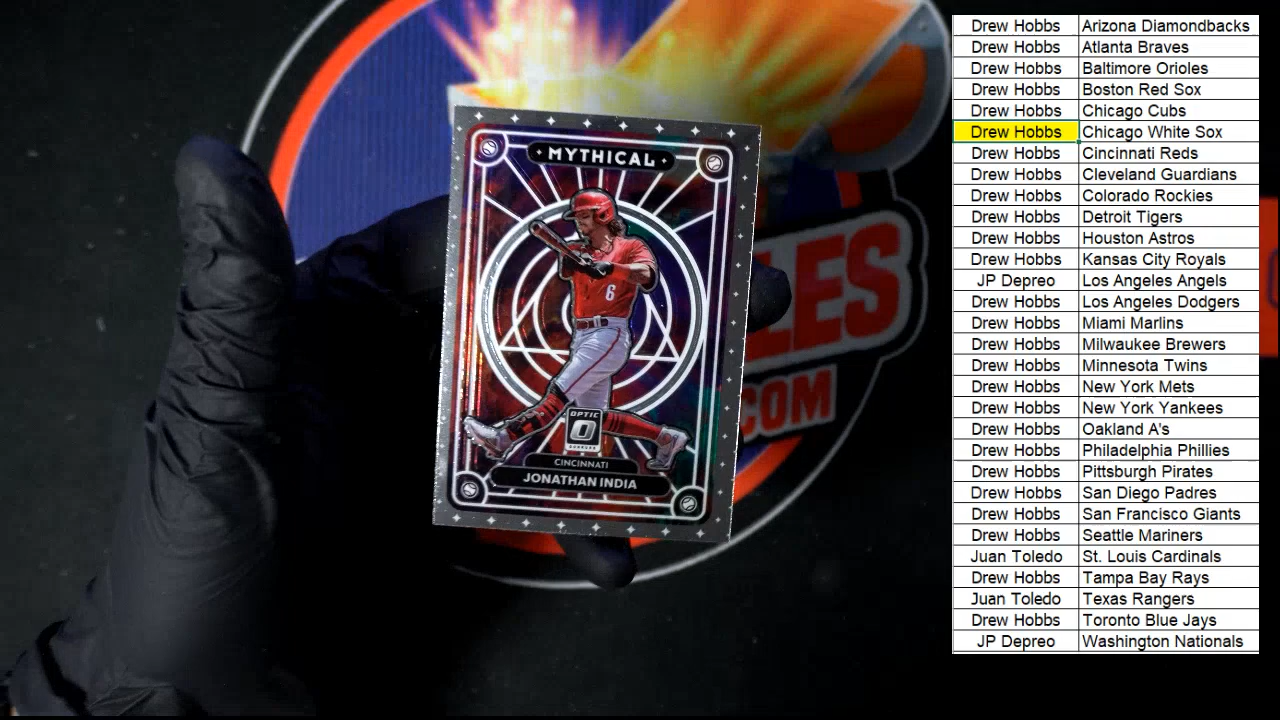 MYTHICAL
6
OPTIC
DONRUSS
CINCINNATI
JONATHAN INDIA
LES
.COM
Drew Hobbs Arizona Diamondbacks
Drew Hobbs Atlanta Braves
Drew Hobbs Baltimore Orioles
Drew Hobbs Boston Red Sox
Drew Hobbs Chicago Cubs
Drew Hobbs Chicago White Sox
Drew Hobbs Cincinnati Reds
Drew Hobbs Cleveland Guardians
Drew Hobbs Colorado Rockies
Drew Hobbs Detroit Tigers
Drew Hobbs Houston Astros
Drew Hobbs Kansas City Royals
JP Depreo Los Angeles Angels
Drew Hobbs Los Angeles Dodgers
Drew Hobbs Miami Marlins
Drew Hobbs Milwaukee Brewers
Drew Hobbs Minnesota Twins
Drew Hobbs New York Mets
Drew Hobbs New York Yankees
Drew Hobbs Oakland A's
Drew Hobbs Philadelphia Phillies
Drew Hobbs Pittsburgh Pirates
Drew Hobbs San Diego Padres
Drew Hobbs San Francisco Giants
Drew Hobbs Seattle Mariners
Juan Toledo St. Louis Cardinals
Drew Hobbs Tampa Bay Rays
Juan Toledo Texas Rangers
Drew Hobbs Toronto Blue Jays
JP Depreo Washington Nationals